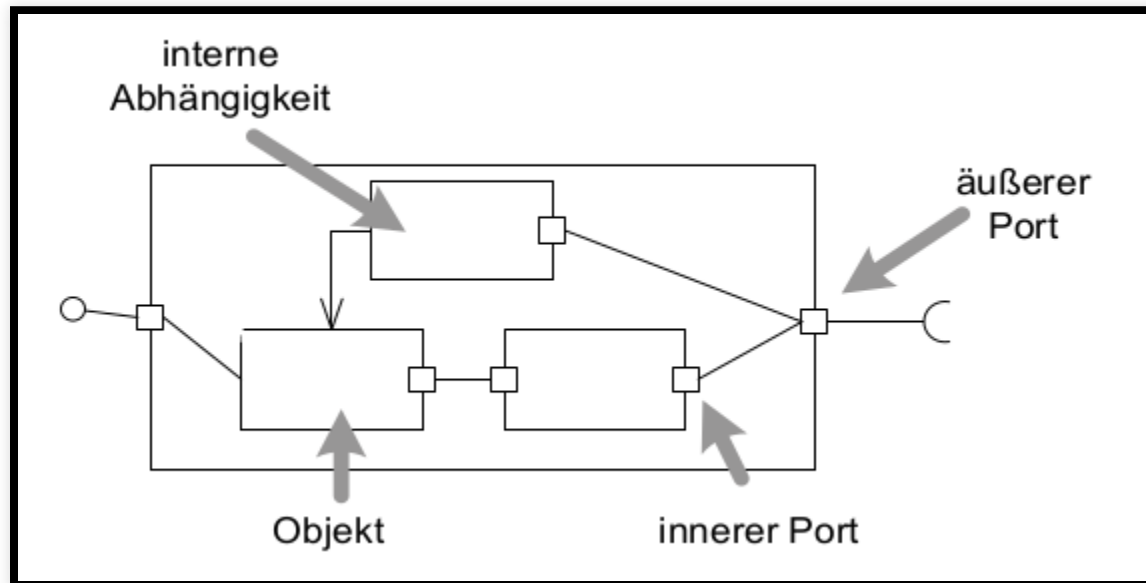 interne
Abhängigkeit
äußerer
Port
Objekt
innerer Port